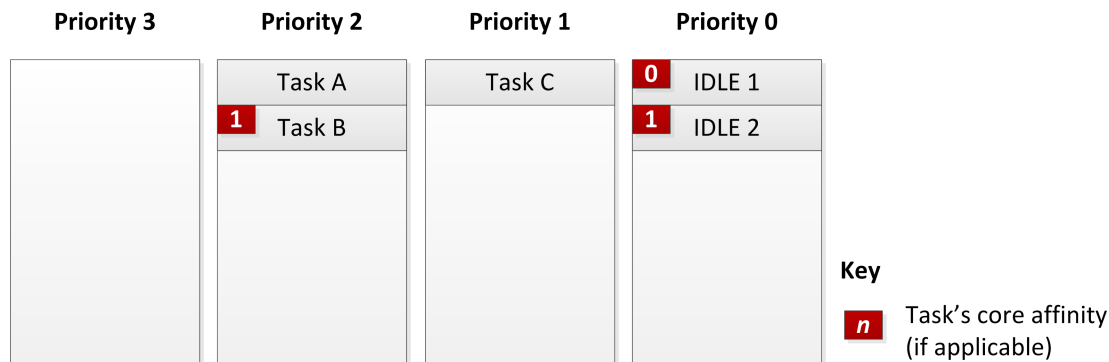 Priority 3
Priority 2
Priority 1
Priority 0
Task A
Task C
0
IDLE 1
1
Task B
1
IDLE 2
Key
n
Task’s core affinity
(if applicable)